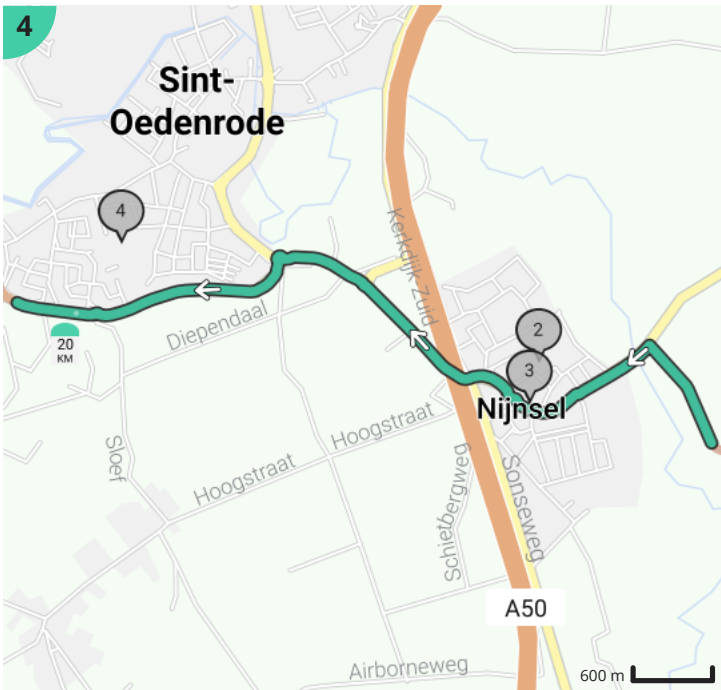 4
Sint-
Oedenrode
4
Kerkdijk-Zuid
Diependaal
20
KM
2
3
Nijnsel
Hoogstraat
Hoogstraat
Sloef
Schietbergweg
Sonseweg
A50
Airborneweg
600 m